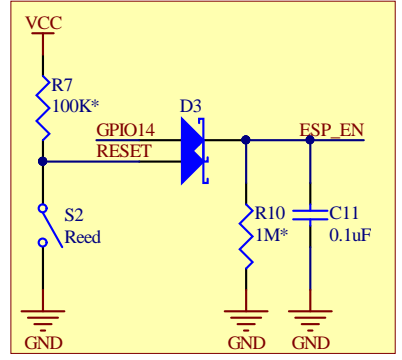 VCC
R7
100K*
D3
GPIO14
ESP_EN
RESET
S2
Reed
R10
1M*
C11
0.1uF
GND
GND
GND